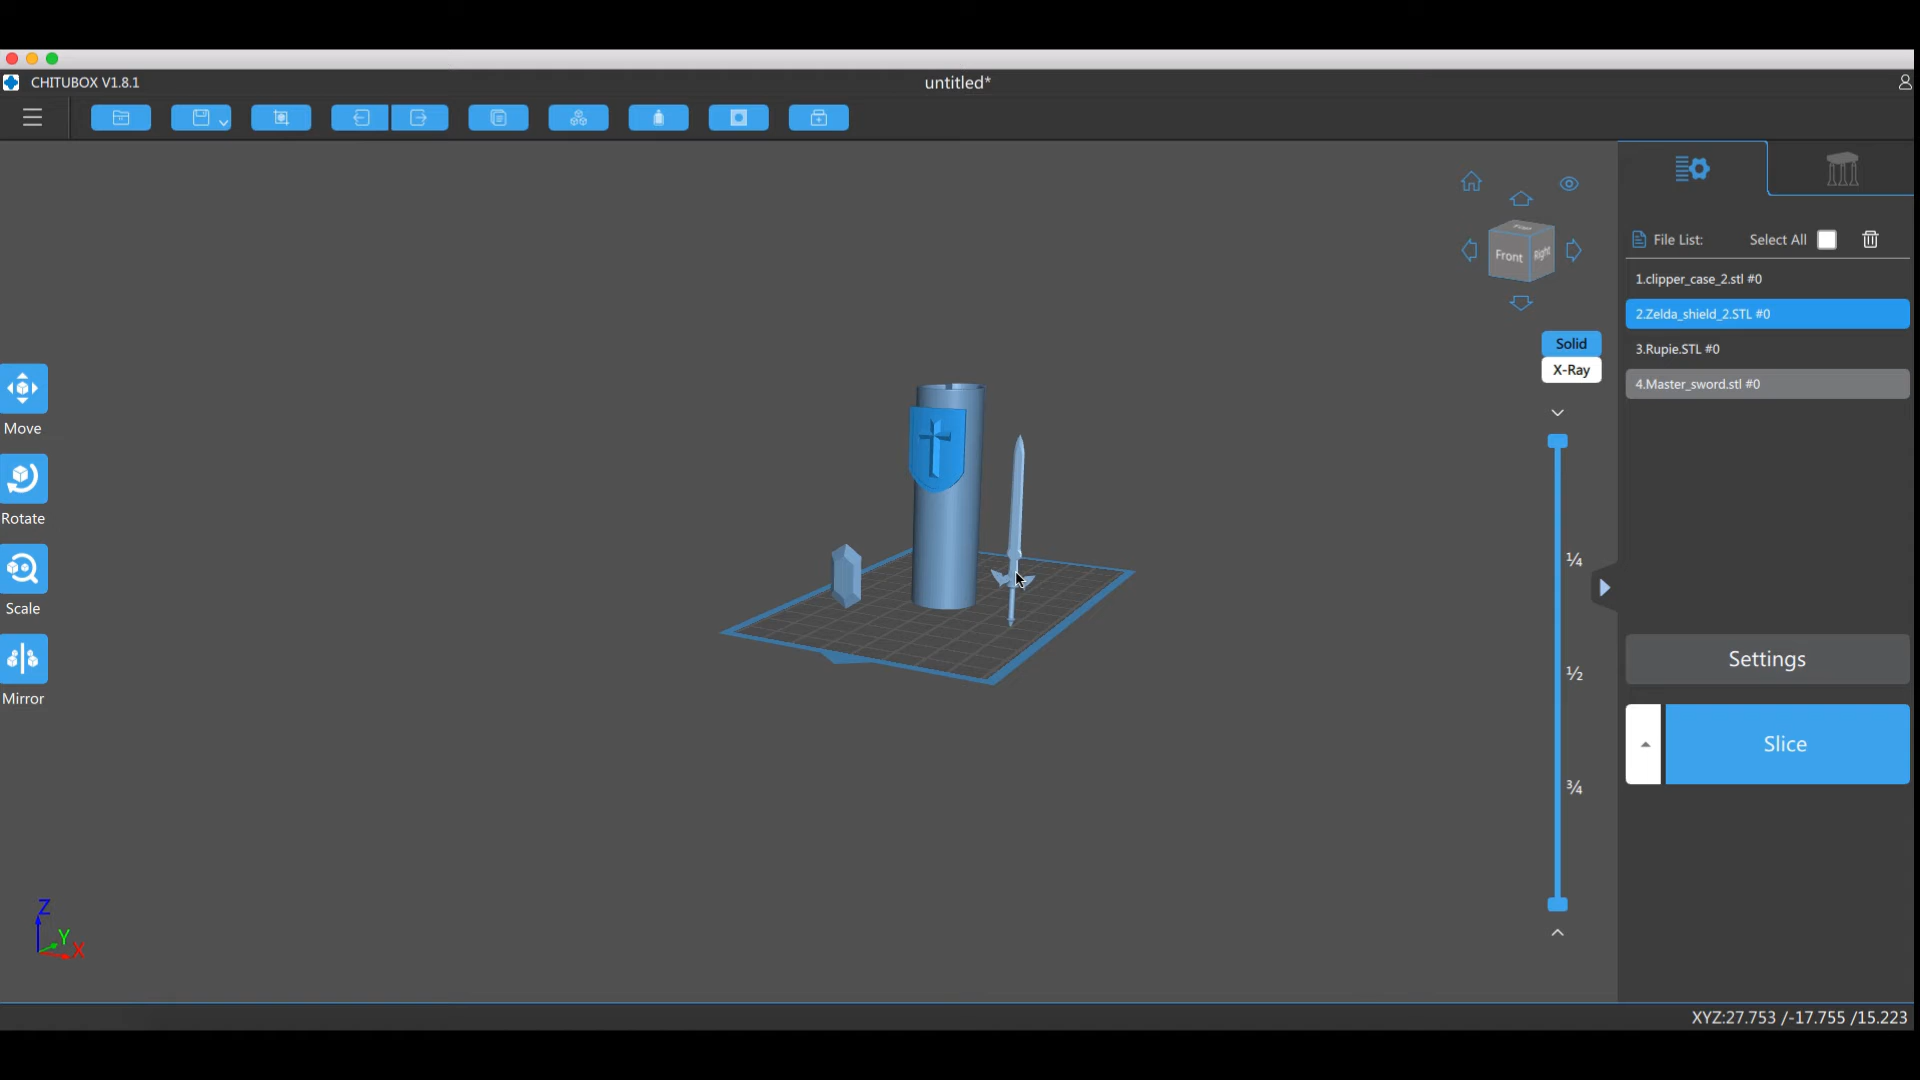 CHITUBOX V1.8.1
untitled*
File List:
Select All
1.clipper_case_2.stl #0
2.Zelda_shield_2.STL #0
3.Rupie.STL #0
4.Master_sword.stl #0
Top
Front
Right
Solid
X-Ray
Move
Rotate
Scale
Mirror
¼
½
¾
Settings
Slice
Z
Y
X
XYZ:27.753 /-17.755 /15.223